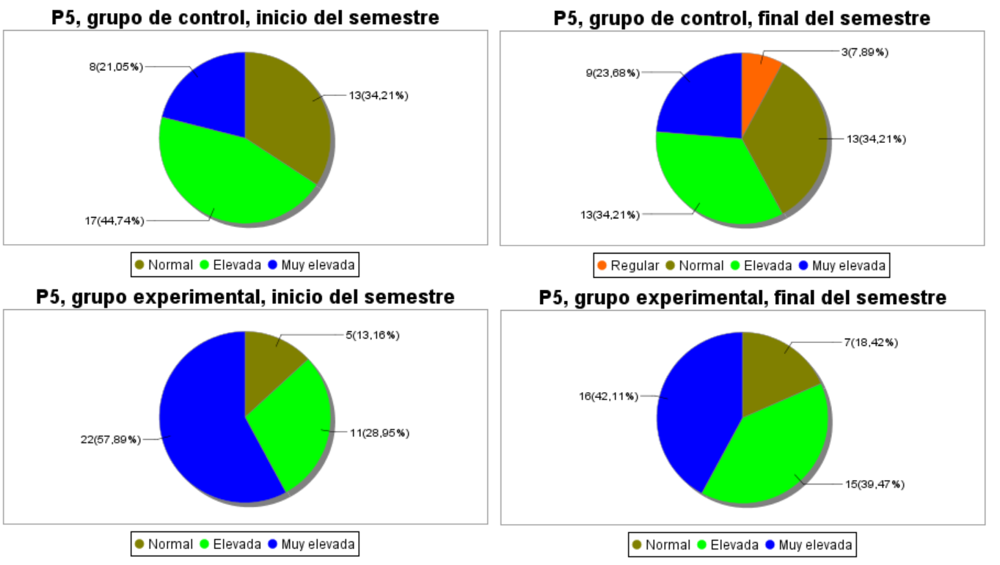 P5, grupo de control, inicio del semestre
8(21,05%)
13(34,21%)
17(44,74%)
Normal Elevada Muy elevada
P5, grupo de control, final del semestre
3(7,89%)
9(23,68%)
13(34,21%)
13(34,21%)
Regular Normal Elevada Muy elevada
P5, grupo experimental, inicio del semestre
5(13,16%)
11(28,95%)
22(57,89%)
Normal Elevada Muy elevada
P5, grupo experimental, final del semestre
7(18,42%)
16(42,11%)
15(39,47%)
Normal Elevada Muy elevada